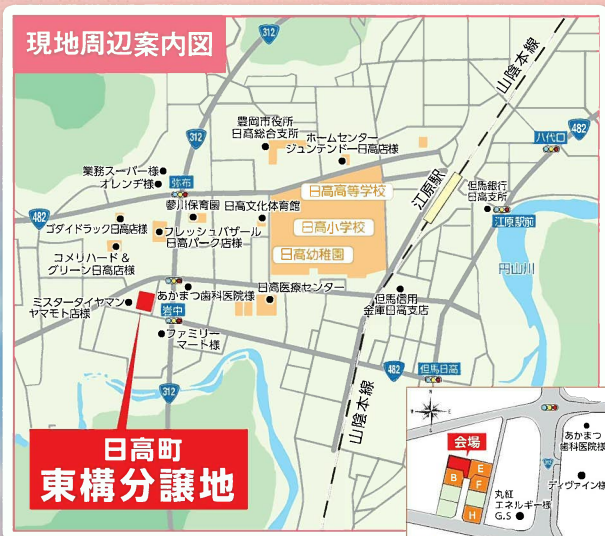 現地周辺案内図
312
山陰本線
豊岡市役所
日高総合支所
ホームセンター
ジュンテンドー日高店様
312
482
八代口
業務スーパー様
オレンヂ様
弥布
日高高等学校
江原駅
但馬銀行
日高支所
482
蓼川保育園
日高文化体育館
江原駅前
ゴダイドラッグ日高店様
フレッシュバザール
日高パーク店様
日高小学校
コメリハード&
グリーン日高店様
日高幼稚園
円山川
あかまつ歯科医院様
日高医療センター
但馬信用
金庫日高支店
ミスタータイヤマン
ヤマモト店様
岩中
ファミリー
マート様
482
但馬日高
312
山陰本線
日高町
東構分譲地
会場
E
B
F
H
あかまつ
歯科医院様
ディヴァイン様
丸紅
エネルギー様
G.S